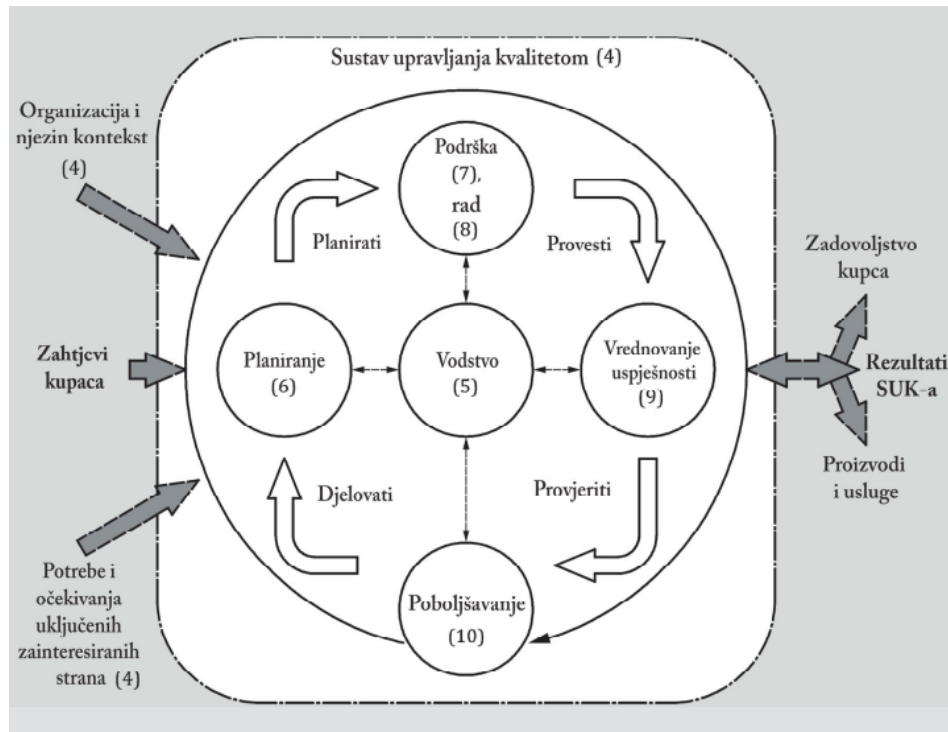 Sustav upravljanja kvalitetom (4)
Organizacija i
njezin kontekst
(4)
Podrška
(7),
rad
(8)
Planirati
Provesti
Zadovoljstvo
kupca
Zahtjevi
kupaca
Planiranje
(6)
Vodstvo
(5)
Vrednovanje
uspješnosti
(9)
Rezultati
SUK-a
Djelovati
Provjeriti
Proizvodi
i usluge
Potrebe i
očekivanja
uključenih
zainteresiranih
strana (4)
Poboljšavanje
(10)